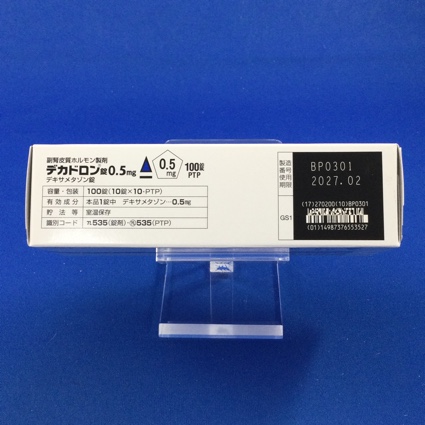 副腎皮質ホルモン製剤
デカドロン錠0.5mg
デキサメタゾン錠
0.5
mg
100錠
PTP
容量・包装 100錠(10錠×10・PTP)
有効成分 本品1錠中 デキサメタゾン…0.5mg
貯法等 室温保存
識別コード 535(錠剤)・535(PTP)
製造番号
使用期限
BP0301
2027.02
GS1
(17)270200(10)BP0301
(01)14987376553527